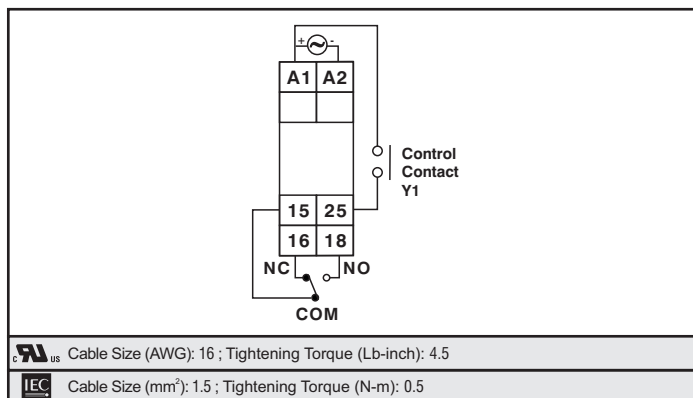 + -
A1 A2
Control
Contact
Y1
15 25
16 18
NC NO
COM
c RU us Cable Size (AWG): 16 ; Tightening Torque (Lb-inch): 4.5
IEC Cable Size (mm²): 1.5 ; Tightening Torque (N-m): 0.5